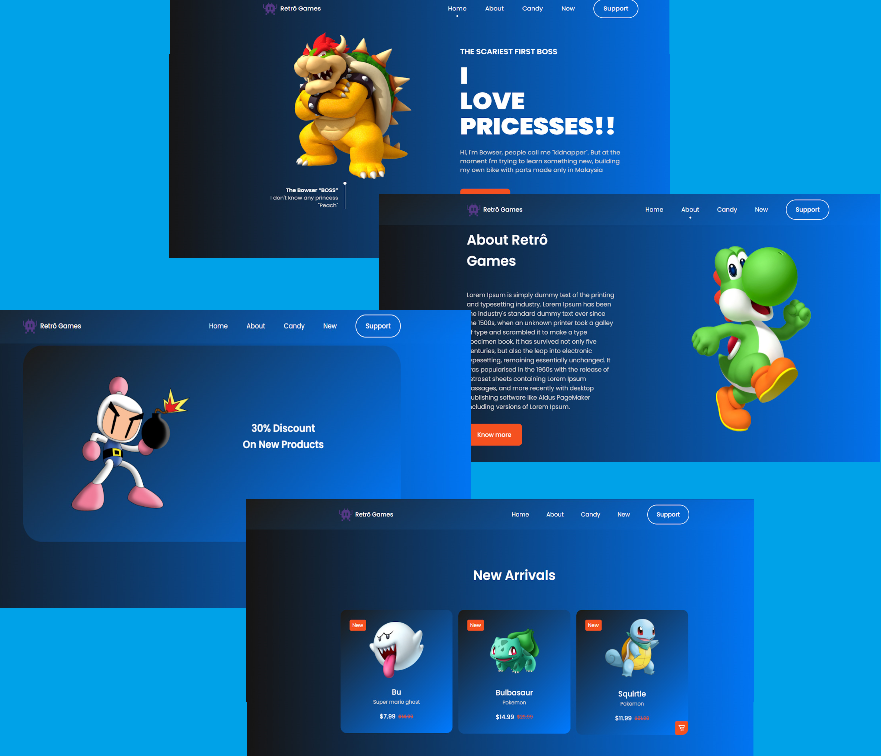 Retrô Games
Home About Candy New Support
THE SCARIEST FIRST BOSS
I
LOVE
PRICESSES!!
Hi, I'm Bowser, people call me "kidnapper". But at the
moment I'm trying to learn something new, building
my own bike with parts made only in Malaysia
The Bowser "BOSS"
I don't know any princess
"Peach"
Retrô Games
Home About Candy New Support
About Retrô
Games
Lorem Ipsum is simply dummy text of the printing
and typesetting industry. Lorem Ipsum has been
the industry's standard dummy text ever since
the 1500s, when an unknown printer took a galley
of type and scrambled it to make a type
specimen book. It has survived not only five
centuries, but also the leap into electronic
typesetting, remaining essentially unchanged. It
was popularised in the 1960s with the release of
Letraset sheets containing Lorem Ipsum
passages, and more recently with desktop
publishing software like Aldus PageMaker
including versions of Lorem Ipsum.
Know more
Retrô Games
Home About Candy New Support
30% Discount
On New Products
Retrô Games
Home About Candy New Support
New Arrivals
New
Bu
Super mario ghost
$7.99
New
Bulbasaur
Pokemon
$14.99
New
Squirtle
Pokemon
$11.99